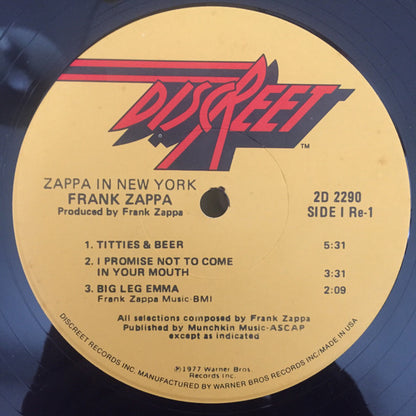 DISCREET
TM
ZAPPA IN NEW YORK
FRANK ZAPPA
Produced by Frank Zappa
2D 2290
SIDE I Re-1
1. TITTIES & BEER 5:31
2. I PROMISE NOT TO COME
IN YOUR MOUTH 3:31
3. BIG LEG EMMA 2:09
Frank Zappa Music-BMI
All selections composed by Frank Zappa
Published by Munchkin Music-ASCAP
except as indicated
℗1977 Warner Bros.
Records Inc.
DISCREET RECORDS INC./MANUFACTURED BY WARNER BROS RECORDS INC/MADE IN USA